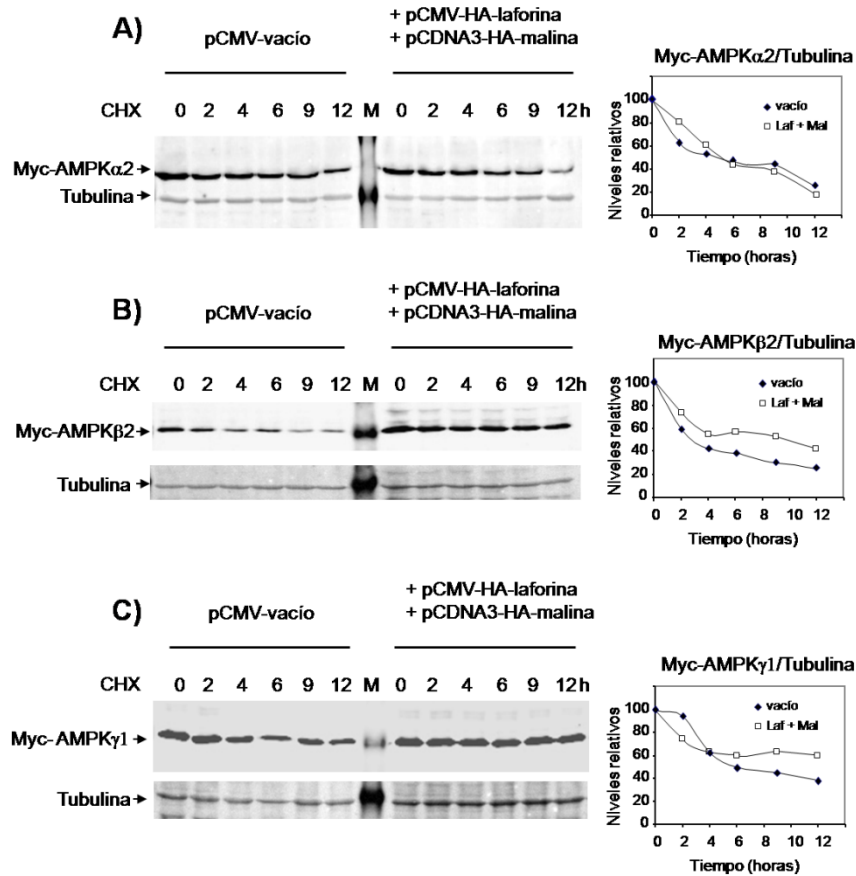 A)
pCMV-vacío
+ pCMV-HA-laforina
+ pCDNA3-HA-malina
CHX 0 2 4 6 9 12 M 0 2 4 6 9 12h
Myc-AMPKα2
Tubulina
Myc-AMPKα2/Tubulina
Niveles relativos
100
80
60
40
20
0
vacío
Laf + Mal
0 2 4 6 8 10 12 14
Tiempo (horas)
B)
pCMV-vacío
+ pCMV-HA-laforina
+ pCDNA3-HA-malina
CHX 0 2 4 6 9 12 M 0 2 4 6 9 12h
Myc-AMPKβ2
Tubulina
Myc-AMPKβ2/Tubulina
Niveles relativos
100
80
60
40
20
0
vacío
Laf + Mal
0 2 4 6 8 10 12 14
Tiempo (horas)
C)
pCMV-vacío
+ pCMV-HA-laforina
+ pCDNA3-HA-malina
CHX 0 2 4 6 9 12 M 0 2 4 6 9 12h
Myc-AMPKγ1
Tubulina
Myc-AMPKγ1/Tubulina
Niveles relativos
100
80
60
40
20
0
vacío
Laf + Mal
0 2 4 6 8 10 12 14
Tiempo (horas)